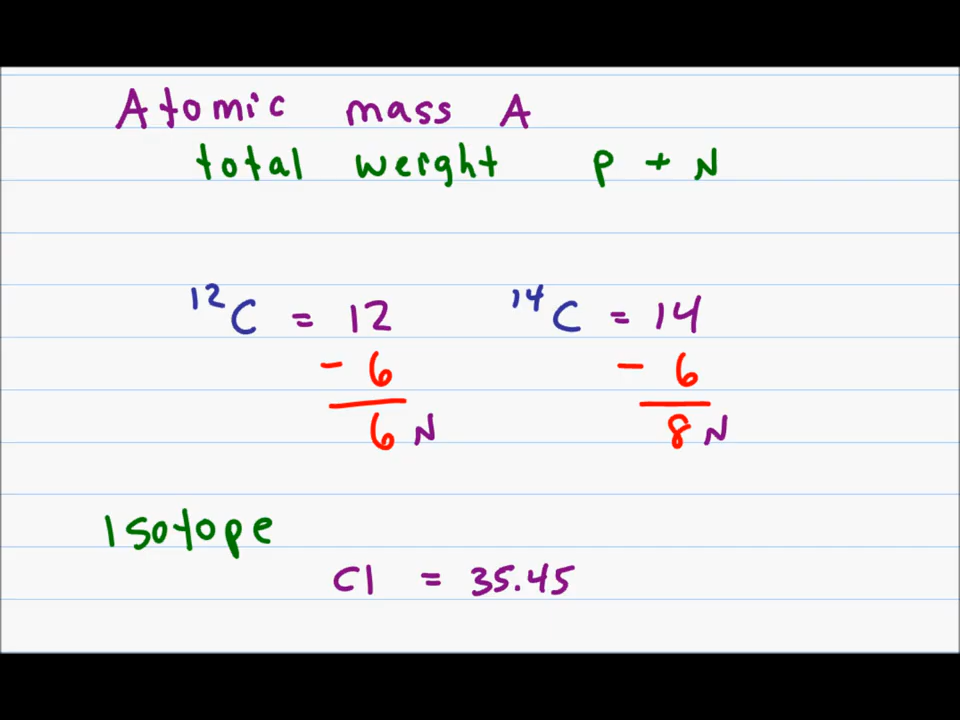 Atomic mass A
total weight P + N
¹²C = 12 ¹⁴C = 14
- 6 - 6
6 N 8 N
Isotope
Cl = 35.45